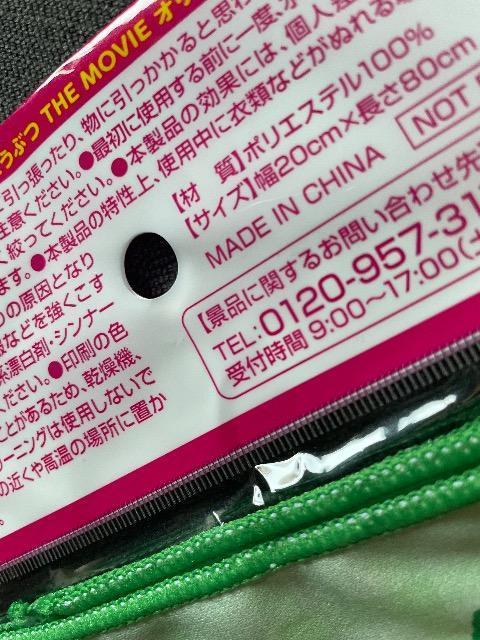 うぶつ THE MOVIE オリ
引っ張ったり、物に引っかかると思わ
注意ください。●最初に使用する前に一度、水
く絞ってください。●本製品の効果には、個人差
●本製品の特性上、使用中に衣類などがぬれる
ます。
の原因となり
などを強くこす
系漂白剤・シンナー
ください。●印刷の色
ことがあるため、乾燥機、
リーニングは使用しないで
の近くや高温の場所に置か
【材 質】ポリエステル100%
【サイズ】幅20cm×長さ80cm
MADE IN CHINA
NOT
【景品に関するお問い合わせ先
TEL:0120-957-31
受付時間 9:00〜17:00(土